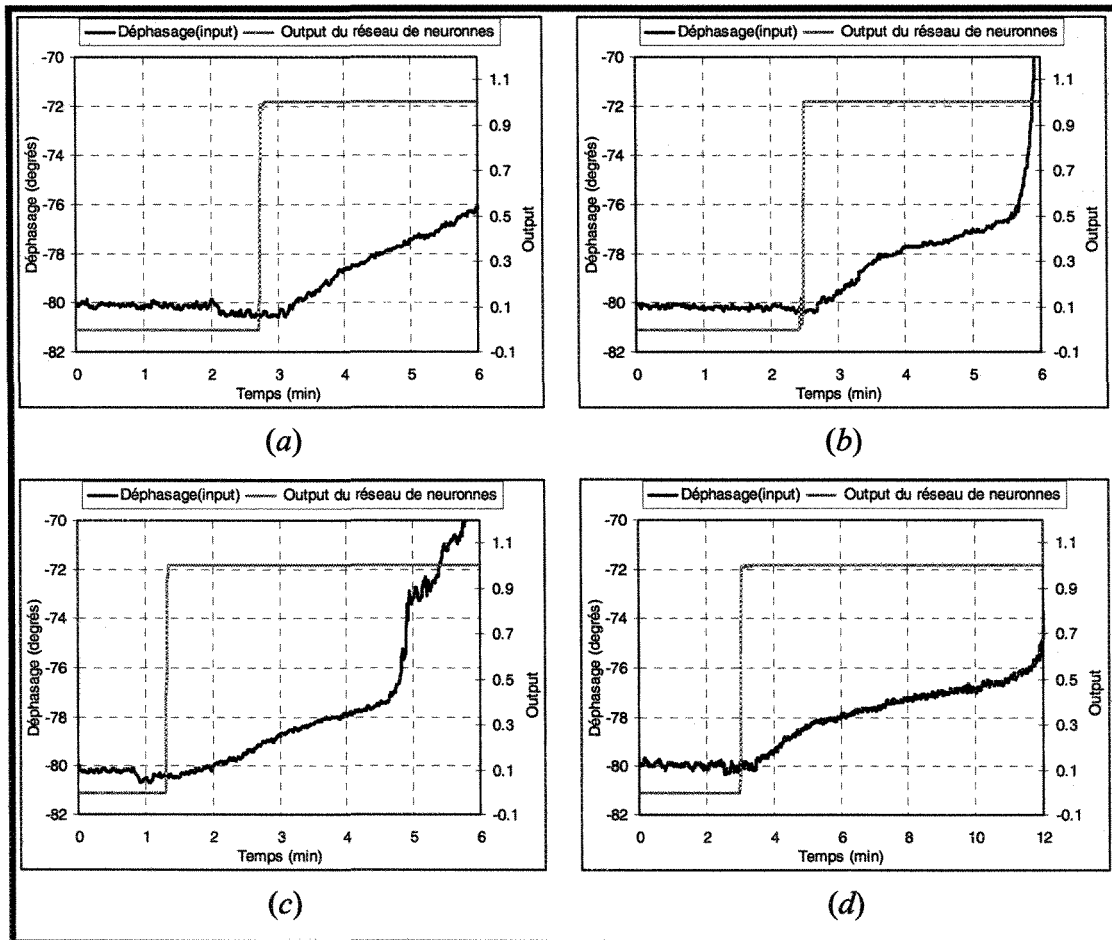 Déphasage(input) Output du réseau de neuronnes
-70
-72
-74
-76
-78
-80
-82
Déphasage (degrés)
1.1
0.9
0.7
0.5
0.3
0.1
-0.1
Output
0 1 2 3 4 5 6
Temps (min)
(a)
Déphasage(input) Output du réseau de neuronnes
-70
-72
-74
-76
-78
-80
-82
Déphasage (degrés)
1.1
0.9
0.7
0.5
0.3
0.1
-0.1
Output
0 1 2 3 4 5 6
Temps (min)
(b)
Déphasage(input) Output du réseau de neuronnes
-70
-72
-74
-76
-78
-80
-82
Déphasage (degrés)
1.1
0.9
0.7
0.5
0.3
0.1
-0.1
Output
0 1 2 3 4 5 6
Temps (min)
(c)
Déphasage(input) Output du réseau de neuronnes
-70
-72
-74
-76
-78
-80
-82
Déphasage (degrés)
1.1
0.9
0.7
0.5
0.3
0.1
-0.1
Output
0 2 4 6 8 10 12
Temps (min)
(d)